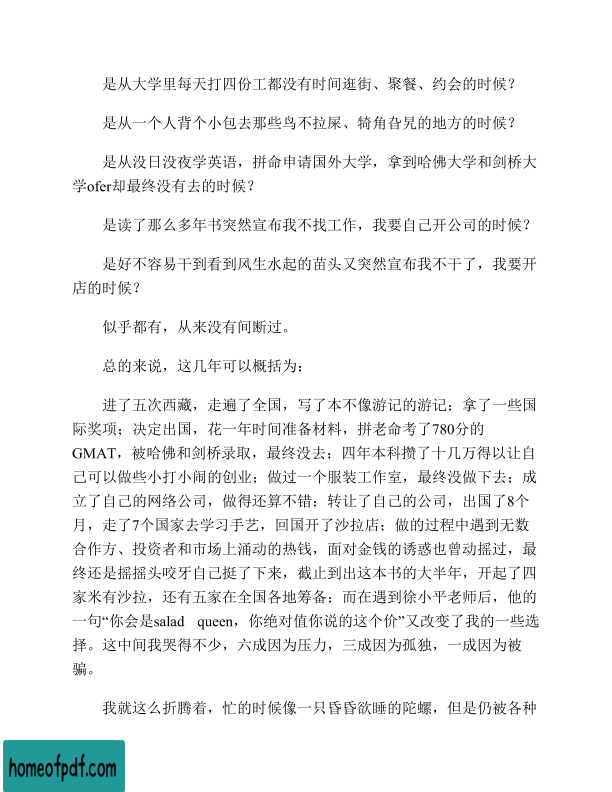 是从大学里每天打四份工都没有时间逛街、聚餐、约会的时候？
是从一个人背个小包去那些鸟不拉屎、犄角旮旯的地方的时候？
是从没日没夜学英语，拼命申请国外大学，拿到哈佛大学和剑桥大
学ofer却最终没有去的时候？
是读了那么多年书突然宣布我不找工作，我要自己开公司的时候？
是好不容易干到看到风生水起的苗头又突然宣布我不干了，我要开
店的时候？
似乎都有，从来没有间断过。
总的来说，这几年可以概括为：
进了五次西藏，走遍了全国，写了本不像游记的游记；拿了一些国
际奖项；决定出国，花一年时间准备材料，拼老命考了780分的
GMAT，被哈佛和剑桥录取，最终没去；四年本科攒了十几万得以让自
己可以做些小打小闹的创业；做过一个服装工作室，最终没做下去；成
立了自己的网络公司，做得还算不错；转让了自己的公司，出国了8个
月，走了7个国家去学习手艺，回国开了沙拉店；做的过程中遇到无数
合作方、投资者和市场上涌动的热钱，面对金钱的诱惑也曾动摇过，最
终还是摇摇头咬牙自己挺了下来，截止到出这本书的大半年，开起了四
家米有沙拉，还有五家在全国各地筹备；而在遇到徐小平老师后，他的
一句“你会是salad queen，你绝对值你说的这个价”又改变了我的一些选
择。这中间我哭得不少，六成因为压力，三成因为孤独，一成因为被
骗。
我就这么折腾着，忙的时候像一只昏昏欲睡的陀螺，但是仍被各种
homeofpdf.com